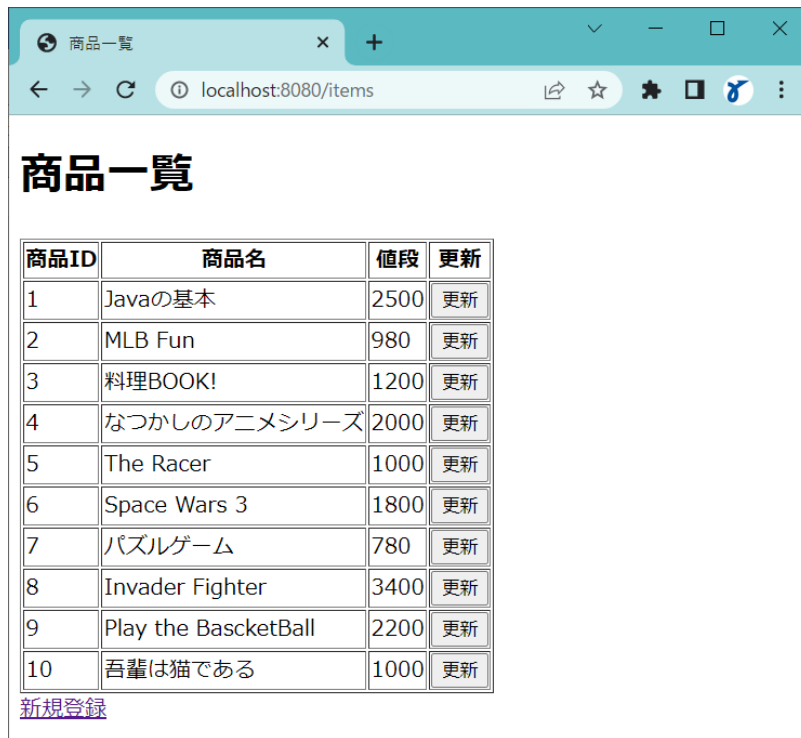 商品一覧
localhost:8080/items
商品一覧
商品ID 商品名 値段 更新
1 Javaの基本 2500 更新
2 MLB Fun 980 更新
3 料理BOOK! 1200 更新
4 なつかしのアニメシリーズ 2000 更新
5 The Racer 1000 更新
6 Space Wars 3 1800 更新
7 パズルゲーム 780 更新
8 Invader Fighter 3400 更新
9 Play the BascketBall 2200 更新
10 吾輩は猫である 1000 更新
新規登録